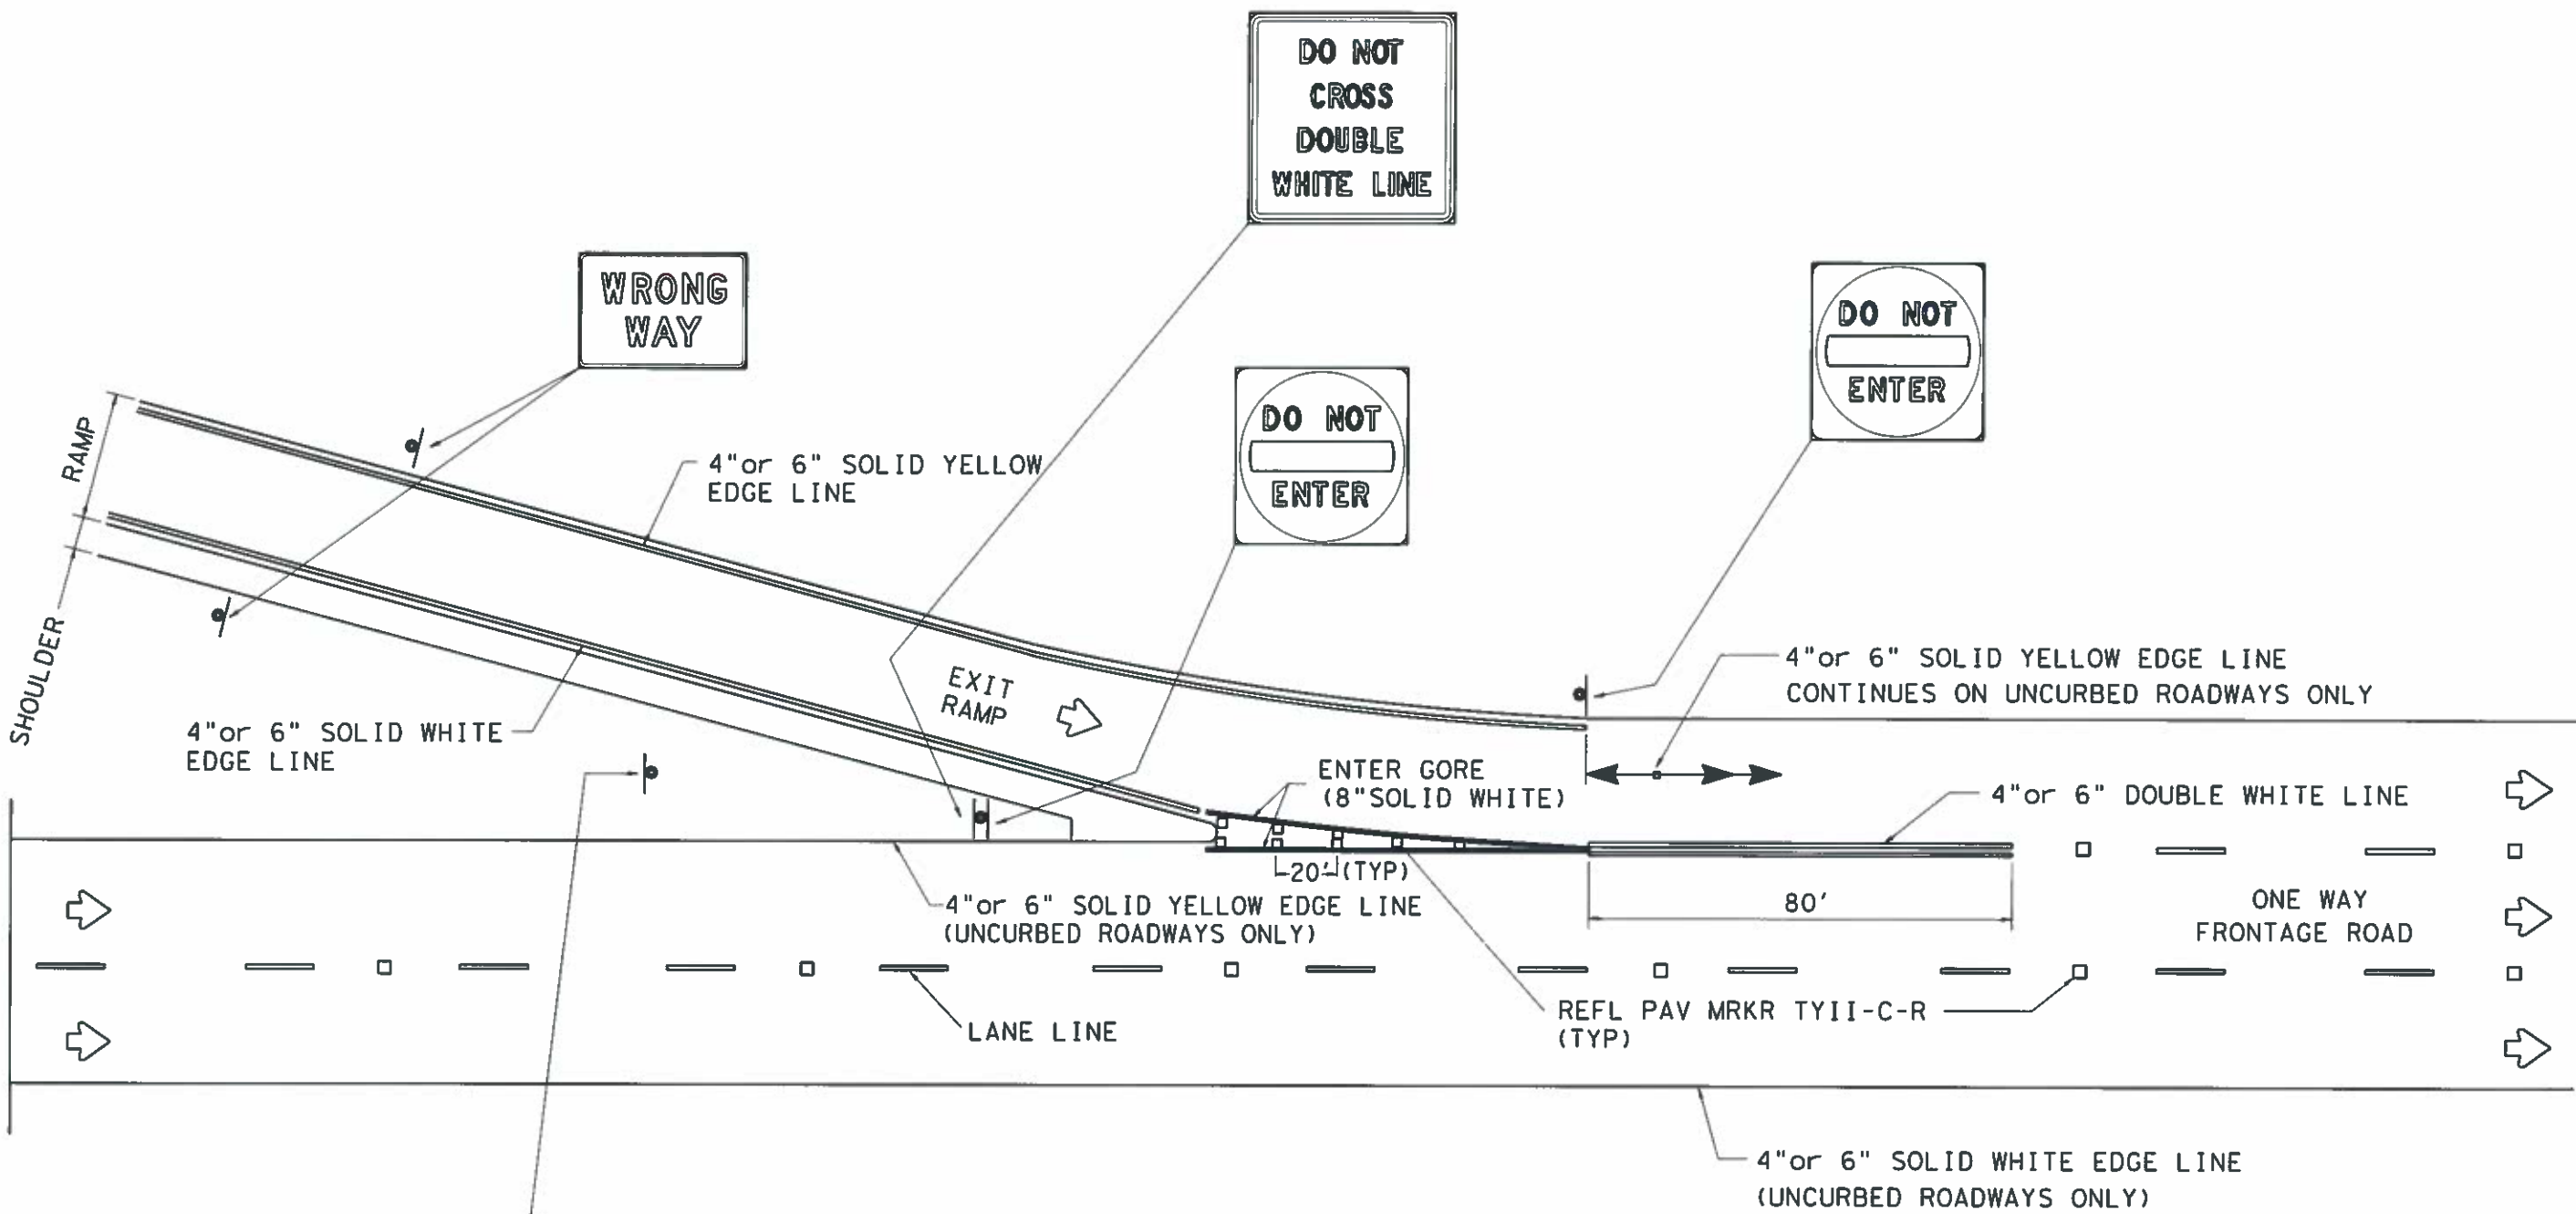 DO NOT
CROSS
DOUBLE
WHITE LINE
WRONG
WAY
DO NOT
ENTER
DO NOT
ENTER
RAMP
SHOULDER
4"or 6" SOLID YELLOW
EDGE LINE
4"or 6" SOLID WHITE
EDGE LINE
EXIT
RAMP
4"or 6" SOLID YELLOW EDGE LINE
CONTINUES ON UNCURBED ROADWAYS ONLY
ENTER GORE
(8"SOLID WHITE)
4"or 6" DOUBLE WHITE LINE
20' (TYP)
80'
4"or 6" SOLID YELLOW EDGE LINE
(UNCURBED ROADWAYS ONLY)
ONE WAY
FRONTAGE ROAD
LANE LINE
REFL PAV MRKR TYII-C-R
(TYP)
4"or 6" SOLID WHITE EDGE LINE
(UNCURBED ROADWAYS ONLY)